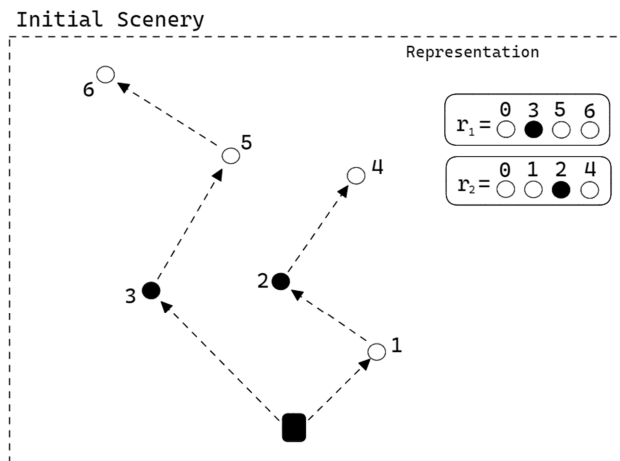 Initial Scenery
Representation
6
5
4
3
2
1
0 3 5 6
r₁=
0 1 2 4
r₂=